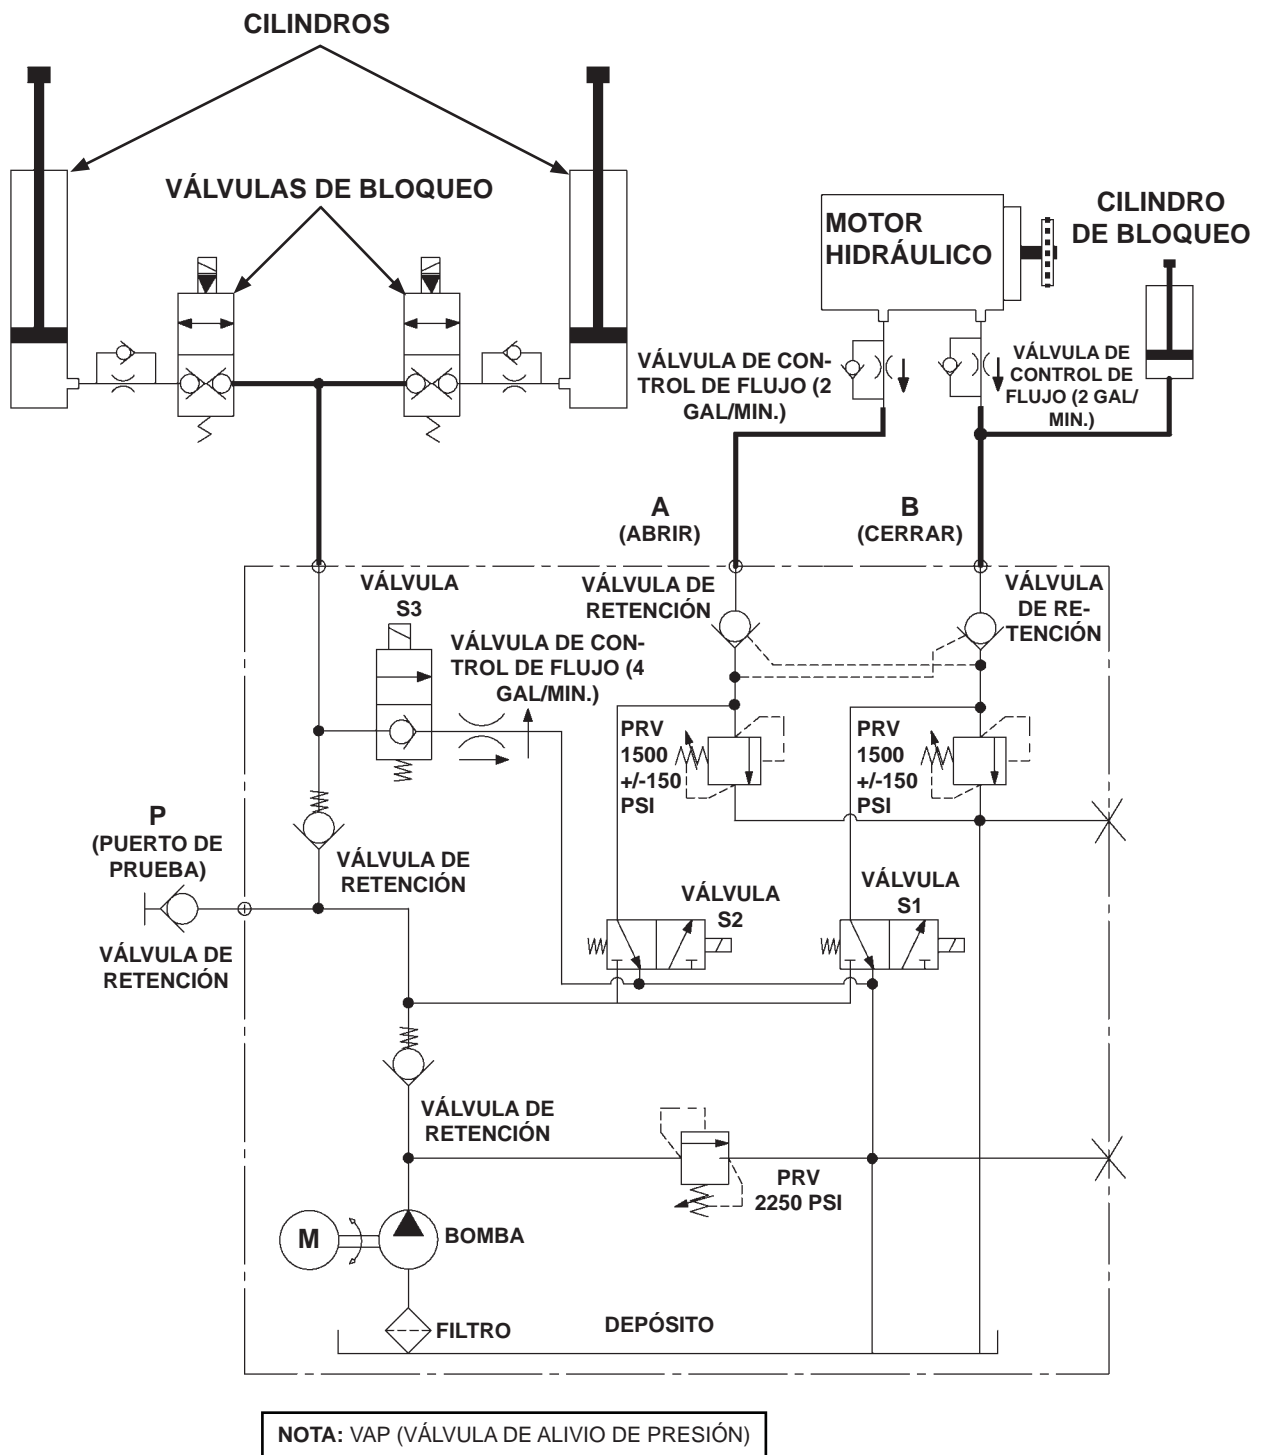 CILINDROS
VÁLVULAS DE BLOQUEO
MOTOR
HIDRÁULICO
CILINDRO
DE BLOQUEO
VÁLVULA DE CON-
TROL DE FLUJO (2
GAL/MIN.)
VÁLVULA DE
CONTROL DE
FLUJO (2 GAL/
MIN.)
A
(ABRIR)
B
(CERRAR)
VÁLVULA
S3
VÁLVULA DE
RETENCIÓN
VÁLVULA
DE RE-
TENCIÓN
VÁLVULA DE CON-
TROL DE FLUJO (4
GAL/MIN.)
PRV
1500
+/-150
PSI
PRV
1500
+/-150
PSI
P
(PUERTO DE
PRUEBA)
VÁLVULA DE
RETENCIÓN
VÁLVULA
S2
VÁLVULA
S1
VÁLVULA DE
RETENCIÓN
VÁLVULA DE
RETENCIÓN
PRV
2250 PSI
M
BOMBA
FILTRO
DEPÓSITO
NOTA: VAP (VÁLVULA DE ALIVIO DE PRESIÓN)